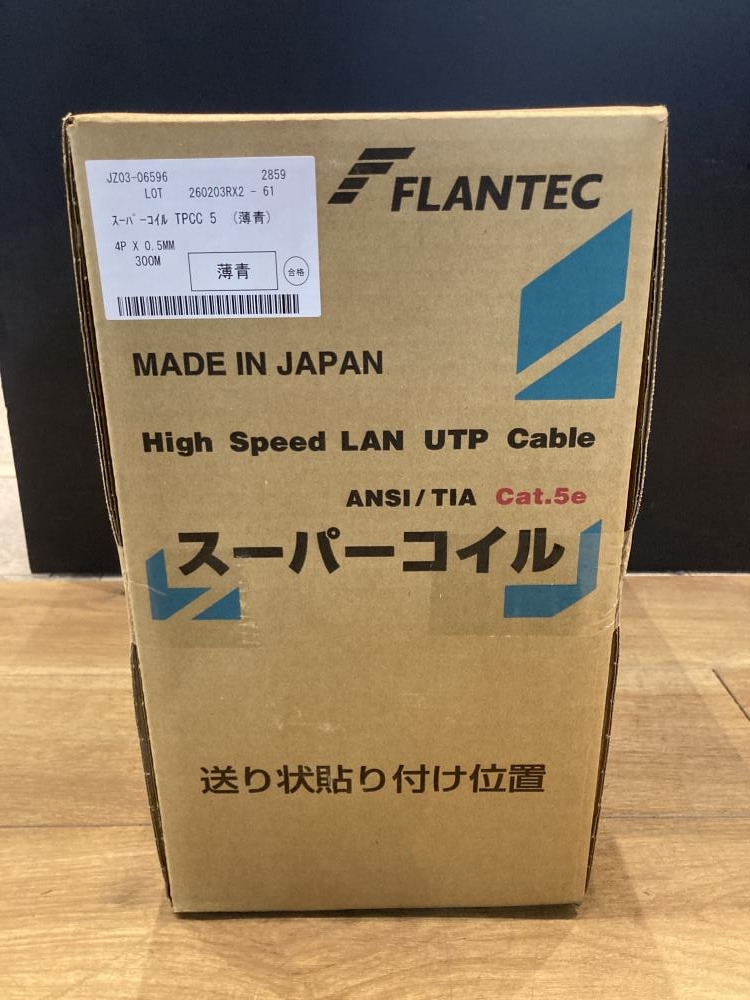 JZ03-06596 2859
LOT 260203RX2 - 61
スーパーコイル TPCC 5 (薄青)
4P X 0.5MM
300M
薄青
合格
FLANTEC
MADE IN JAPAN
High Speed LAN UTP Cable
ANSI/TIA Cat.5e
スーパーコイル
送り状貼り付け位置